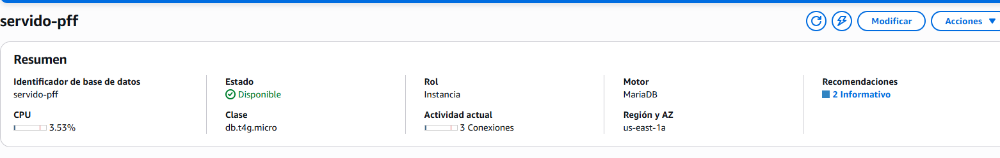 servido-pff
Modificar
Acciones
Resumen
Identificador de base de datos
servido-pff
Estado
Disponible
Rol
Instancia
Motor
MariaDB
Recomendaciones
2 Informativo
CPU
3.53%
Clase
db.t4g.micro
Actividad actual
3 Conexiones
Región y AZ
us-east-1a